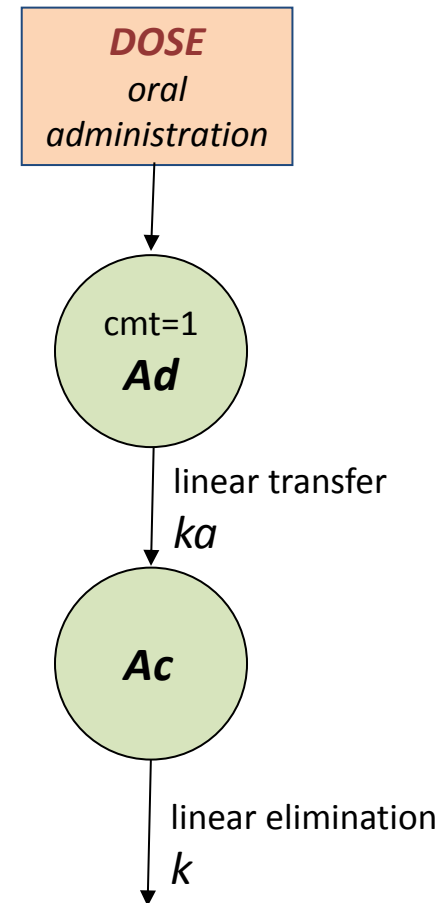 DOSE
oral
administration
cmt=1
Ad
linear transfer
ka
Ac
linear elimination
k